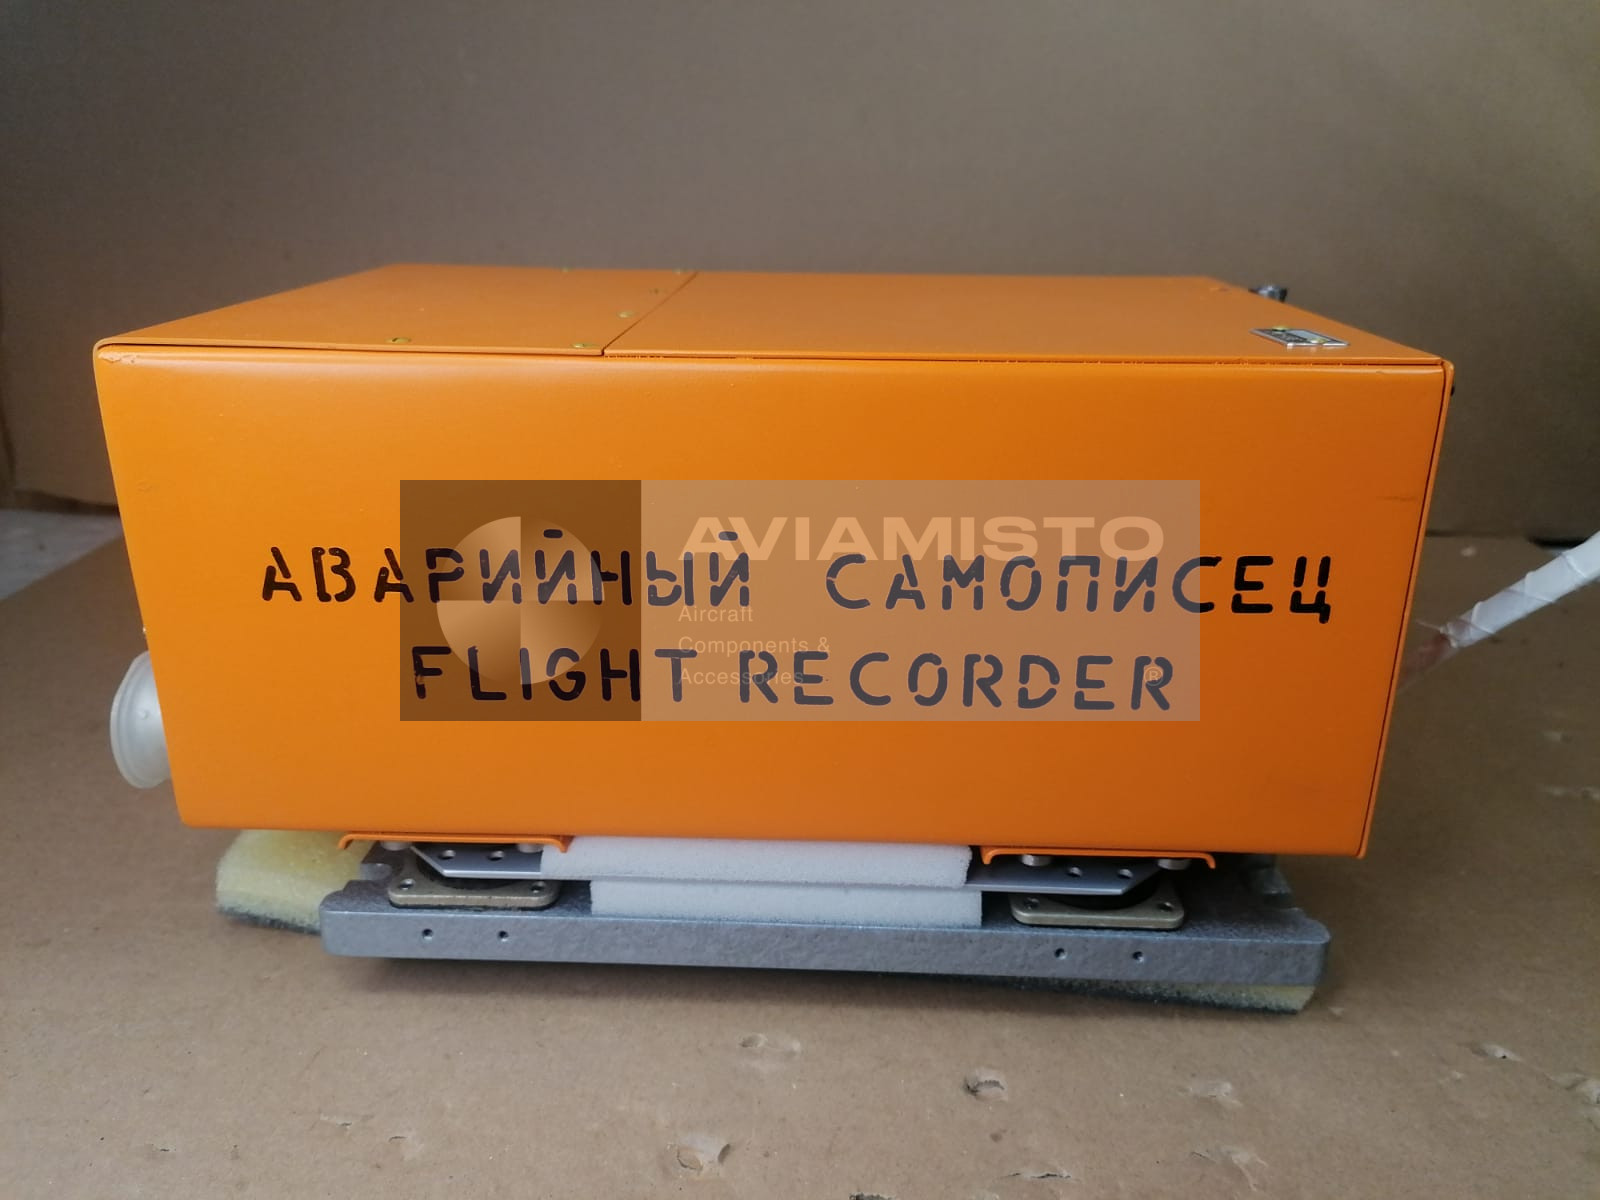 AVIAMISTO
АВАРИЙНЫЙ САМОПИСЕЦ
Aircraft
Components &
FLIGHT RECORDER
Accessories
®